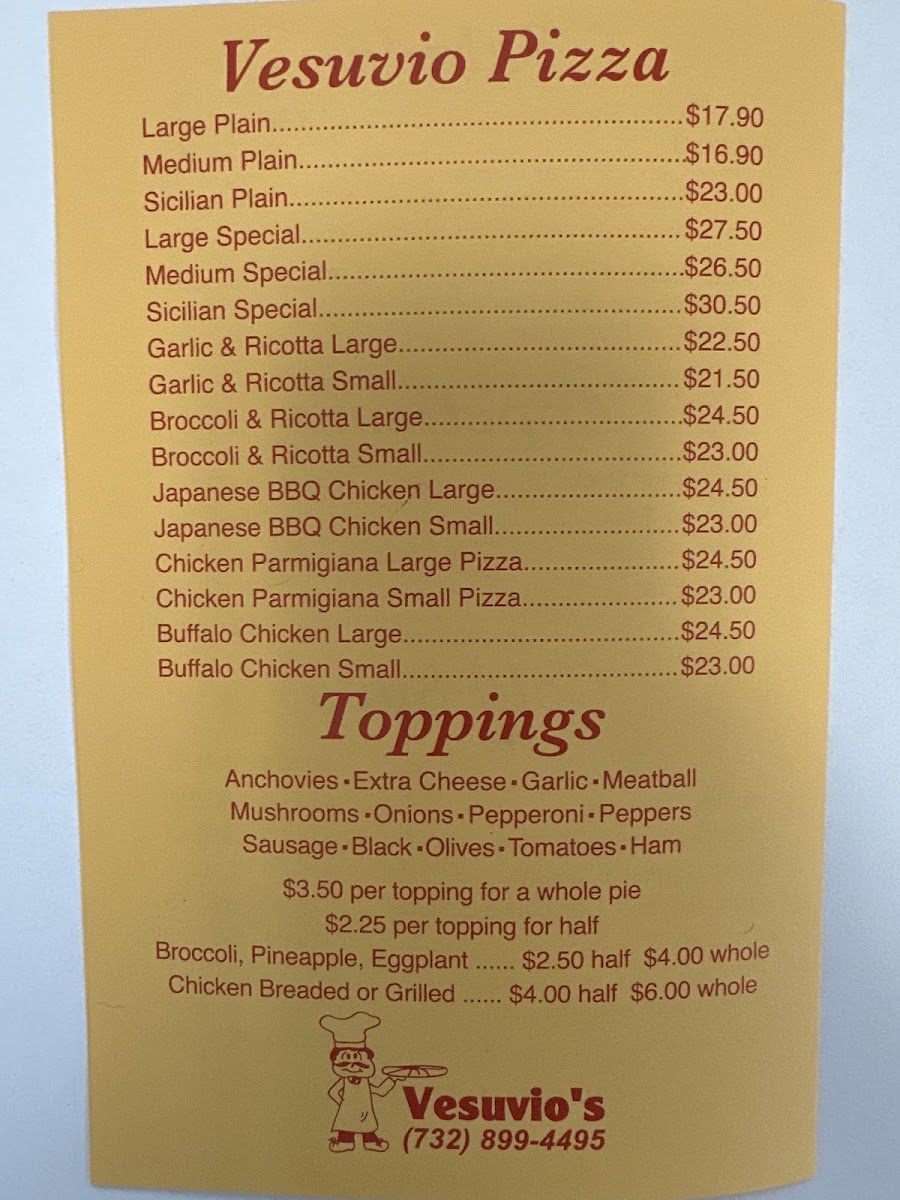 Vesuvio Pizza
Large Plain............................................................$17.90
Medium Plain........................................................$16.90
Sicilian Plain.........................................................$23.00
Large Special.......................................................$27.50
Medium Special...................................................$26.50
Sicilian Special....................................................$30.50
Garlic & Ricotta Large.........................................$22.50
Garlic & Ricotta Small.........................................$21.50
Broccoli & Ricotta Large.....................................$24.50
Broccoli & Ricotta Small.....................................$23.00
Japanese BBQ Chicken Large..........................$24.50
Japanese BBQ Chicken Small..........................$23.00
Chicken Parmigiana Large Pizza......................$24.50
Chicken Parmigiana Small Pizza......................$23.00
Buffalo Chicken Large........................................$24.50
Buffalo Chicken Small........................................$23.00
Toppings
Anchovies ▪ Extra Cheese ▪ Garlic ▪ Meatball
Mushrooms ▪ Onions ▪ Pepperoni ▪ Peppers
Sausage ▪ Black ▪ Olives ▪ Tomatoes ▪ Ham
$3.50 per topping for a whole pie
$2.25 per topping for half
Broccoli, Pineapple, Eggplant ...... $2.50 half $4.00 whole
Chicken Breaded or Grilled ...... $4.00 half $6.00 whole
Vesuvio's
(732) 899-4495